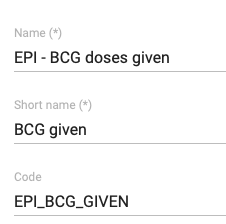 Name (*)
EPI - BCG doses given
Short name (*)
BCG given
Code
EPI_BCG_GIVEN